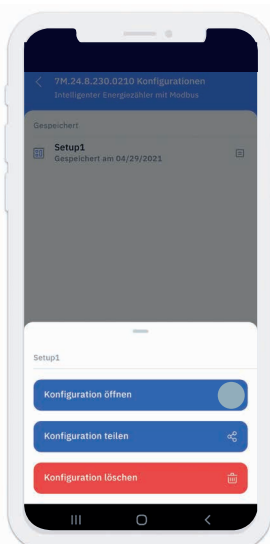 7M.24.8.230.0210 Konfigurationen
Intelligenter Energiezähler mit Modbus
Gespeichert
Setup1
Gespeichert am 04/29/2021
Setup1
Konfiguration öffnen
Konfiguration teilen
Konfiguration löschen